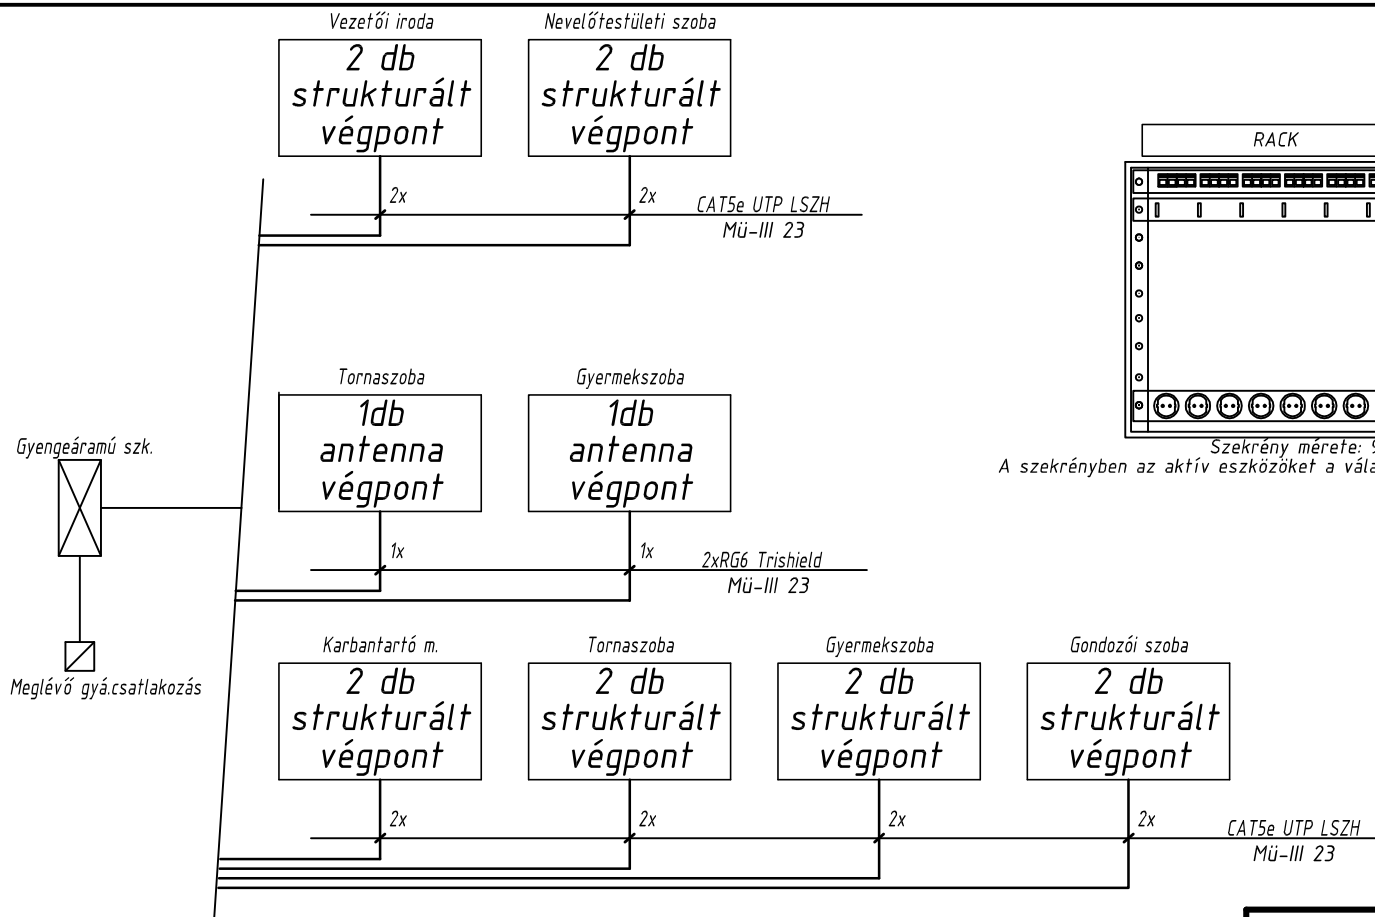 Vezetői iroda
2 db
strukturált
végpont
Nevelőtestületi szoba
2 db
strukturált
végpont
2x
2x
CAT5e UTP LSZH
Mü-III 23
RACK
Szekrény mérete:
A szekrényben az aktív eszközöket a
Tornaszoba
1db
antenna
végpont
Gyermekszoba
1db
antenna
végpont
1x
1x
2xRG6 Trishield
Mü-III 23
Gyengeáramú szk.
Meglévő gyá.csatlakozás
Karbantartó m.
2 db
strukturált
végpont
Tornaszoba
2 db
strukturált
végpont
Gyermekszoba
2 db
strukturált
végpont
Gondozói szoba
2 db
strukturált
végpont
2x
2x
2x
2x
CAT5e UTP LSZH
Mü-III 23